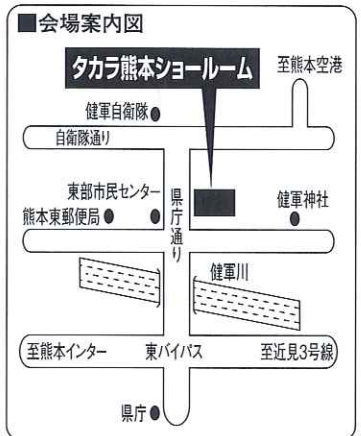 ■会場案内図
タカラ熊本ショールーム
至熊本空港
健軍自衛隊
自衛隊通り
東部市民センター
熊本東郵便局
県庁通り
健軍神社
健軍川
至熊本インター
東バイパス
至近見3号線
県庁